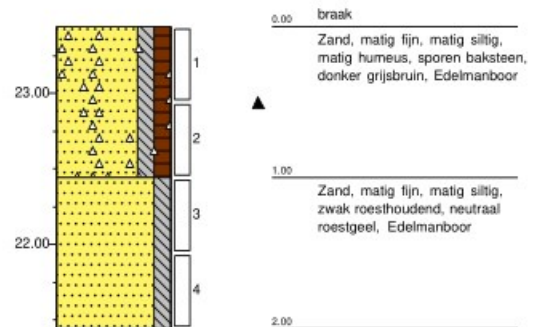 0.00
braak
Zand, matig fijn, matig siltig,
matig humeus, sporen baksteen,
donker grijsbruin, Edelmanboor
1
23.00
2
1.00
Zand, matig fijn, matig siltig,
zwak roesthoudend, neutraal
roestgeel, Edelmanboor
3
22.00
4
2.00